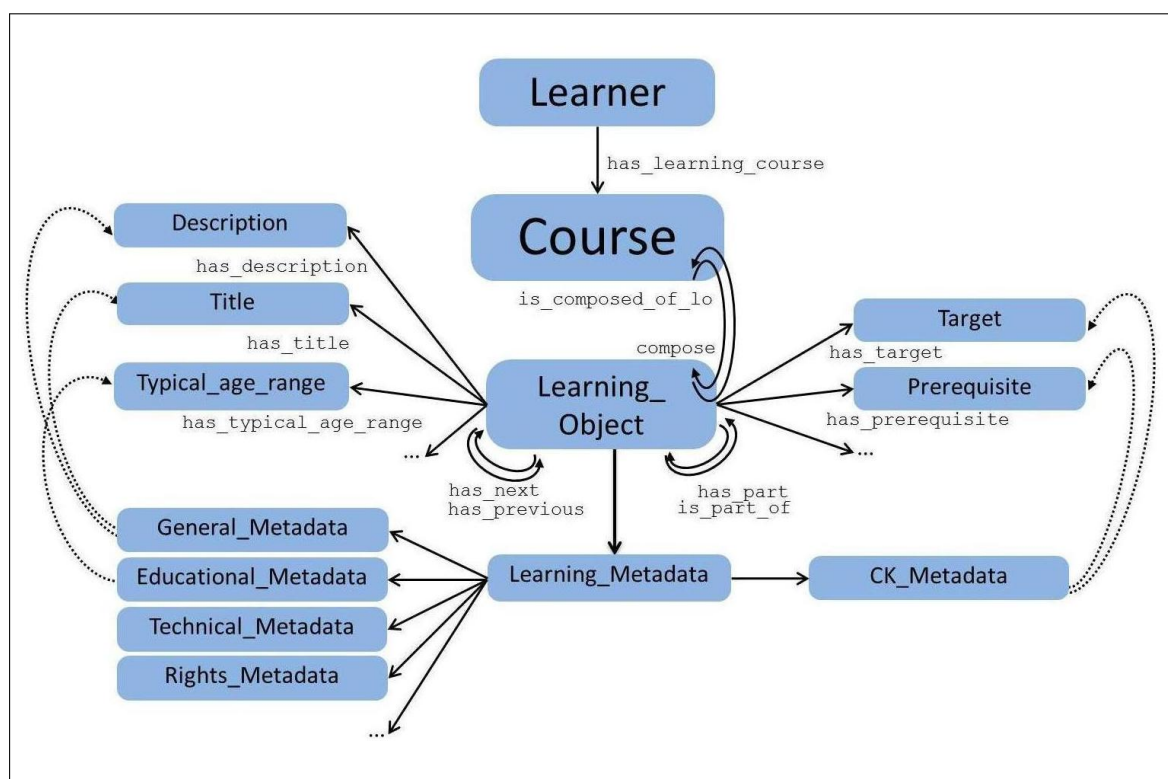 Learner
has_learning_course
Course
Description
has_description
is_composed_of_lo
Title
has_title
compose
Target
has_target
Typical_age_range
has_typical_age_range
Learning_
Object
Prerequisite
has_prerequisite
...
...
has_next
has_previous
has_part
is_part_of
General_Metadata
Educational_Metadata
Learning_Metadata
CK_Metadata
Technical_Metadata
Rights_Metadata
...